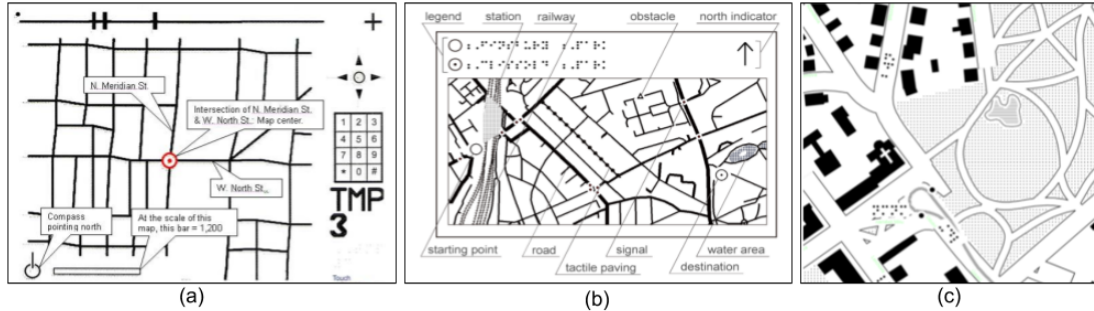 N. Meridian St.
Intersection of N. Meridian St.
& W. North St.: Map center.
W. North St.
Compass
pointing north
At the scale of this
map, this bar = 1,200
1 2 3
4 5 6
7 8 9
* 0 #
TMP
3
Touch
(a)
legend station railway obstacle north indicator
starting point road signal water area
tactile paving destination
(b)
(c)